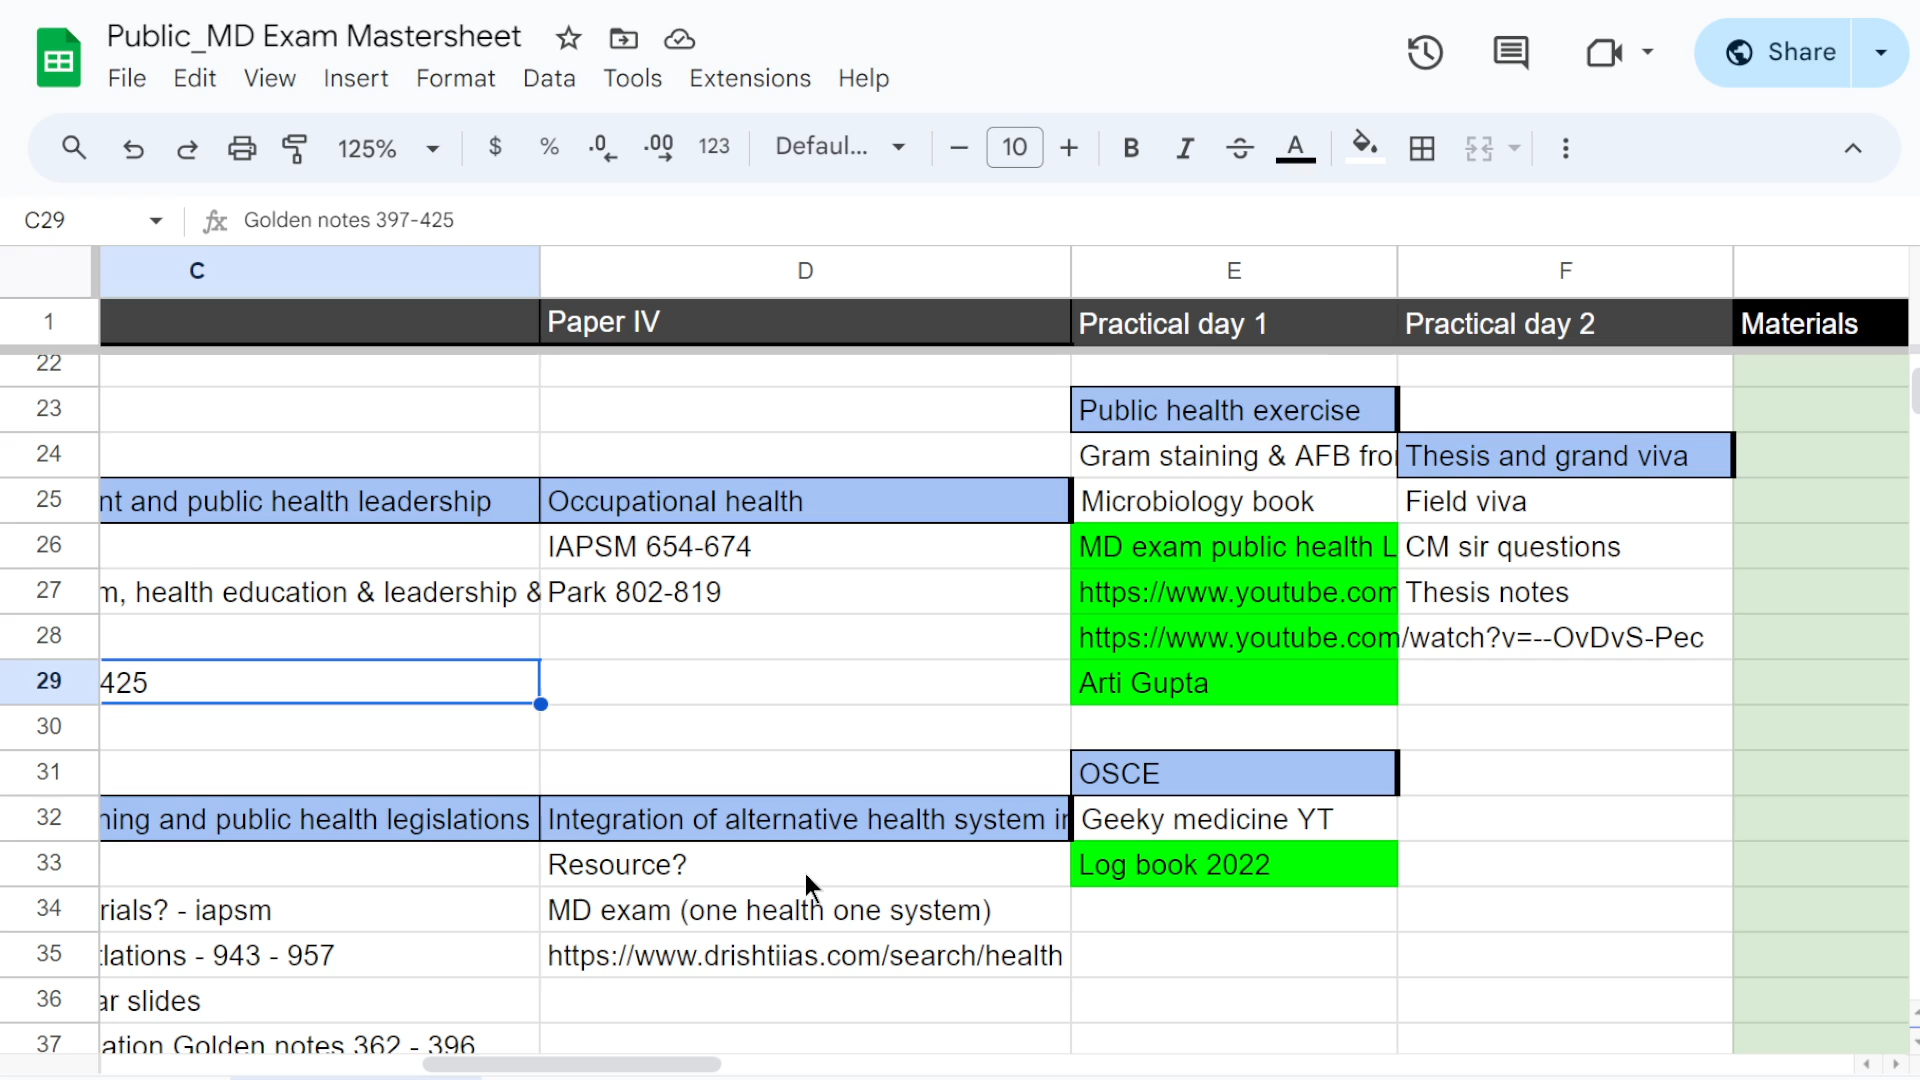 Public_MD Exam Mastersheet
File Edit View Insert Format Data Tools Extensions Help
Share
125% $ % .0 .00 123 Defaul... 10 B I S A
C29 fx Golden notes 397-425
C D E F
1 Paper IV Practical day 1 Practical day 2 Materials
22
23 Public health exercise
24 Gram staining & AFB fro Thesis and grand viva
25 nt and public health leadership Occupational health Microbiology book Field viva
26 IAPSM 654-674 MD exam public health L CM sir questions
27 m, health education & leadership & Park 802-819 https://www.youtube.com Thesis notes
28 https://www.youtube.com/watch?v=--OvDvS-Pec
29 425 Arti Gupta
30
31 OSCE
32 ning and public health legislations Integration of alternative health system in Geeky medicine YT
33 Resource? Log book 2022
34 rials? - iapsm MD exam (one health one system)
35 lations - 943 - 957 https://www.drishtiias.com/search/health
36 ar slides
37 ation Golden notes 362 - 396